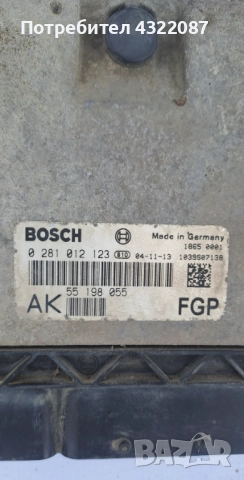 Потребител 4322087
BOSCH
Made in Germany
1865 0001
0 281 012 123 04-11-13 1039S07138
55 198 055
AK FGP
bazar